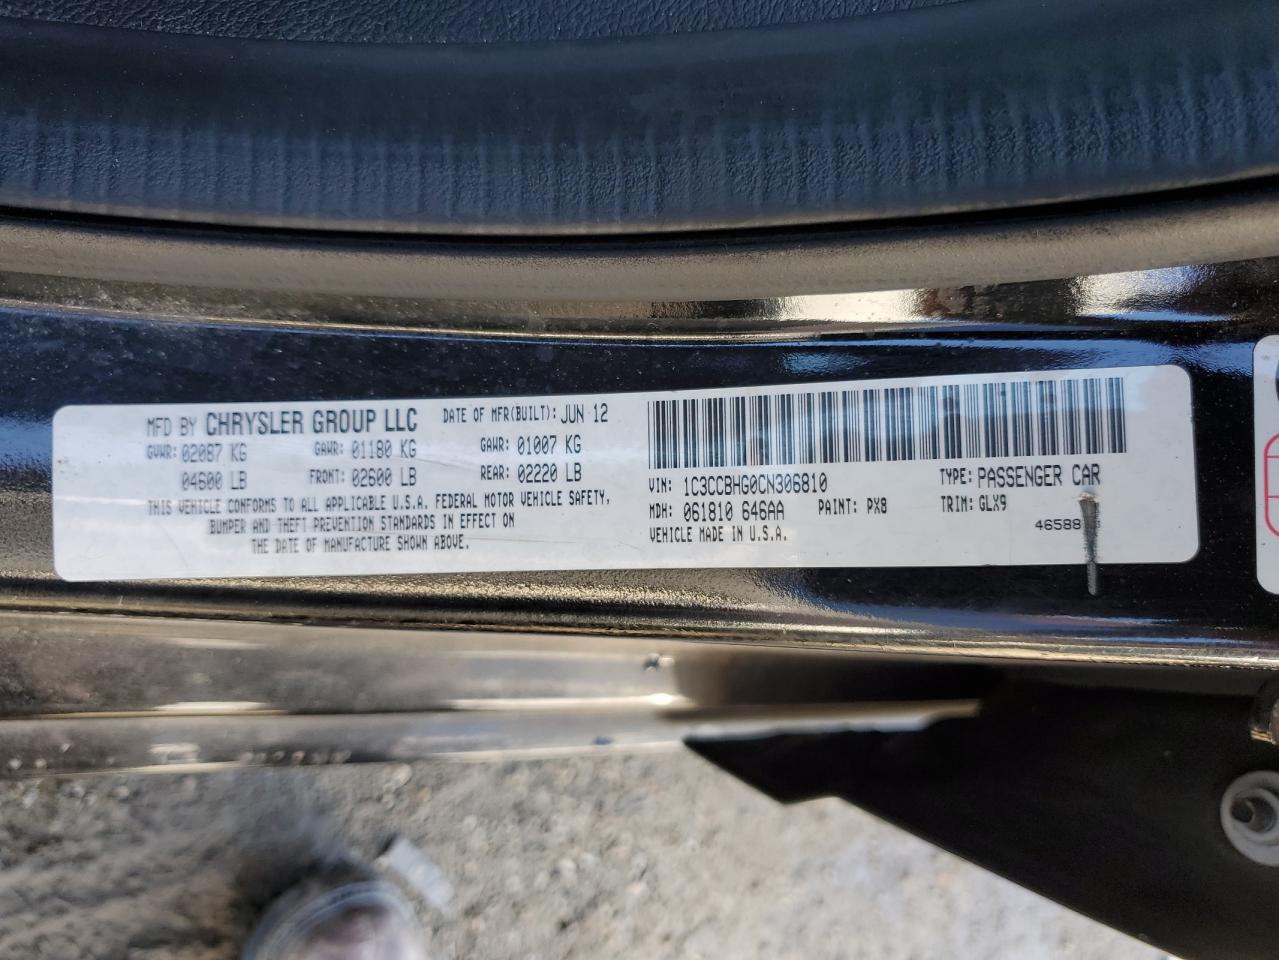 MFD BY CHRYSLER GROUP LLC DATE OF MFR(BUILT): JUN 12
GVWR: 02087 KG GAWR: 01180 KG GAWR: 01007 KG
04600 LB FRONT: 02600 LB REAR: 02220 LB
THIS VEHICLE CONFORMS TO ALL APPLICABLE U.S.A. FEDERAL MOTOR VEHICLE SAFETY,
BUMPER AND THEFT PREVENTION STANDARDS IN EFFECT ON
THE DATE OF MANUFACTURE SHOWN ABOVE.
VIN: 1C3CCBHG0CN306810 TYPE: PASSENGER CAR
MDH: 061810 646AA PAINT: PX8 TRIM: GLX9
VEHICLE MADE IN U.S.A.